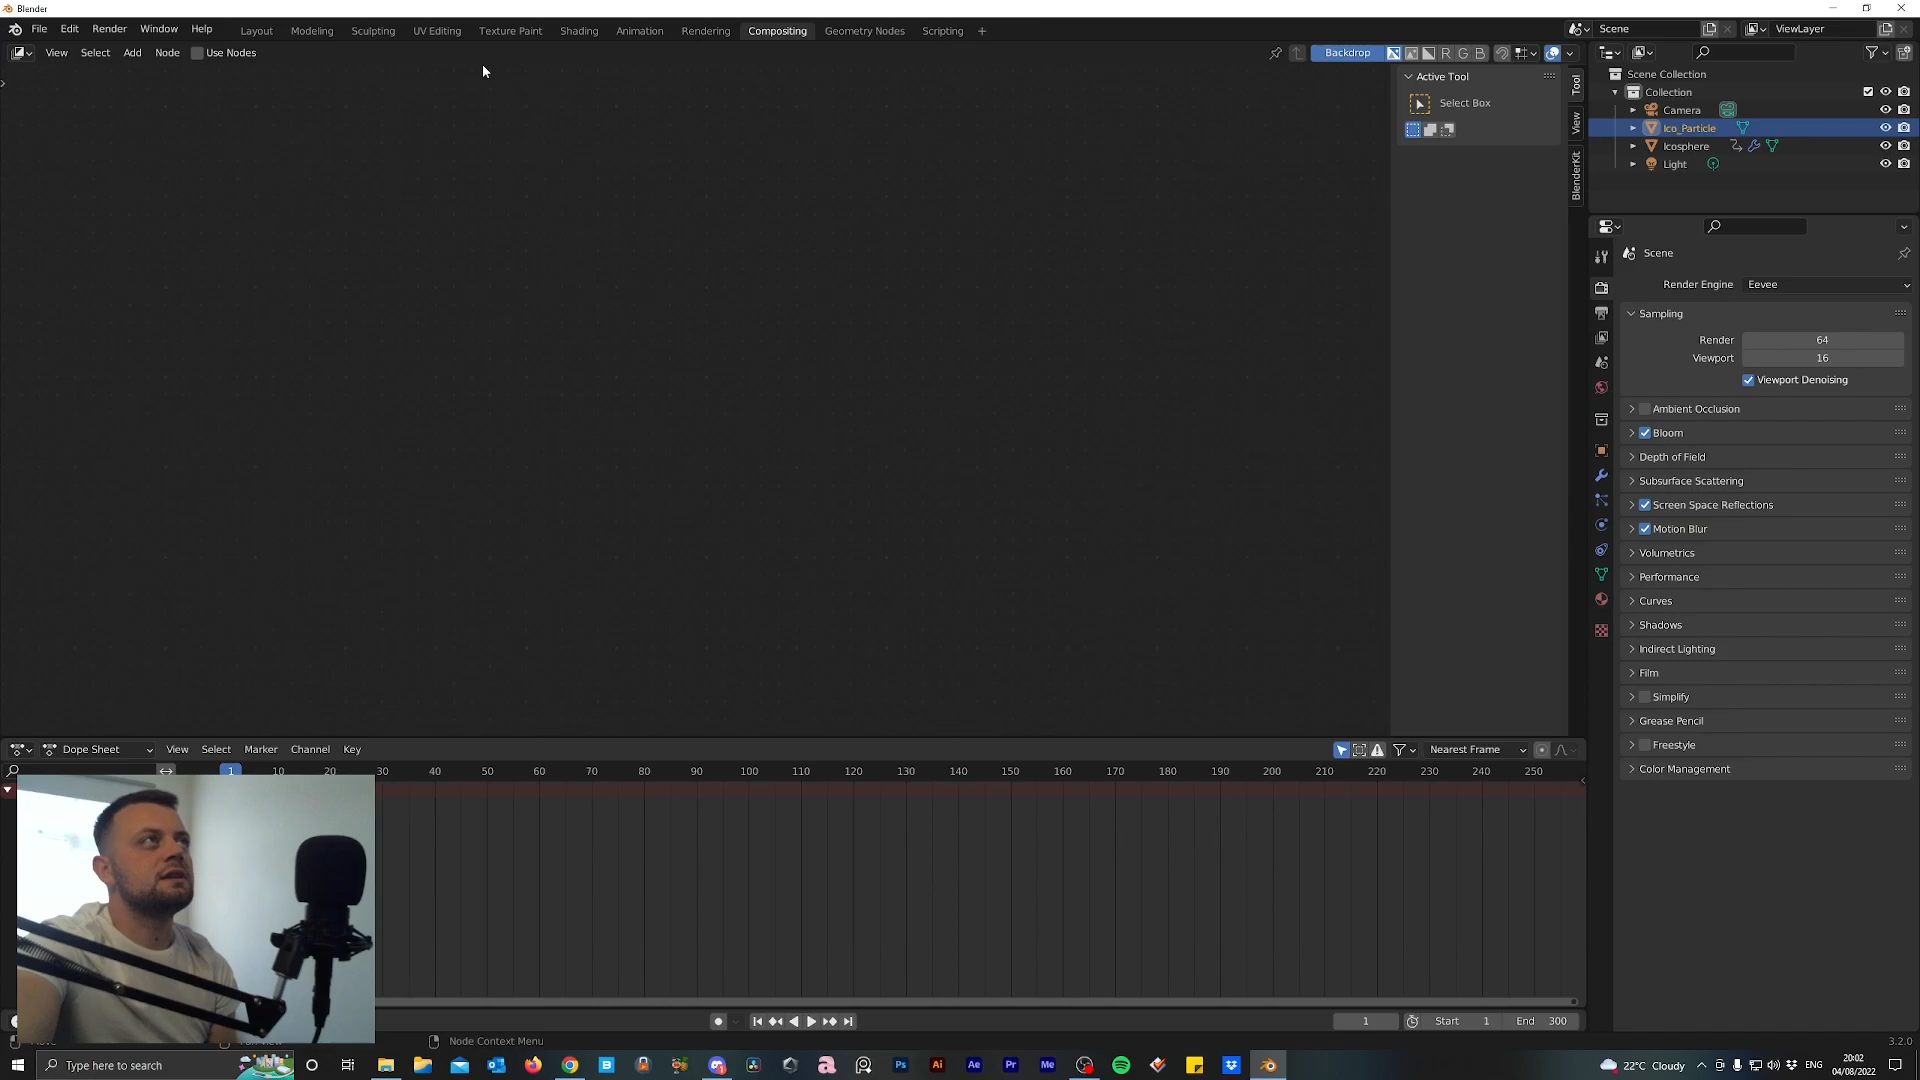 Blender
File Edit Render Window Help
Layout Modeling Sculpting UV Editing Texture Paint Shading Animation Rendering Compositing Geometry Nodes Scripting +
Scene
ViewLayer
View Select Add Node Use Nodes
Backdrop
R G B
Active Tool
Select Box
Tool
View
BlenderKit
Scene Collection
Collection
Camera
Ico_Particle
Icosphere
Light
Scene
Render Engine Eevee
Sampling
Render 64
Viewport 16
Viewport Denoising
Ambient Occlusion
Bloom
Depth of Field
Subsurface Scattering
Screen Space Reflections
Motion Blur
Volumetrics
Performance
Curves
Shadows
Indirect Lighting
Film
Simplify
Grease Pencil
Freestyle
Color Management
Dope Sheet View Select Marker Channel Key
Nearest Frame
1 10 20 30 40 50 60 70 80 90 100 110 120 130 140 150 160 170 180 190 200 210 220 230 240 250
1 Start 1 End 300
Node Context Menu
3.2.0
Type here to search
B
a
Ps Ai Ae Pr Me
22°C Cloudy
ENG
20:02
04/08/2022